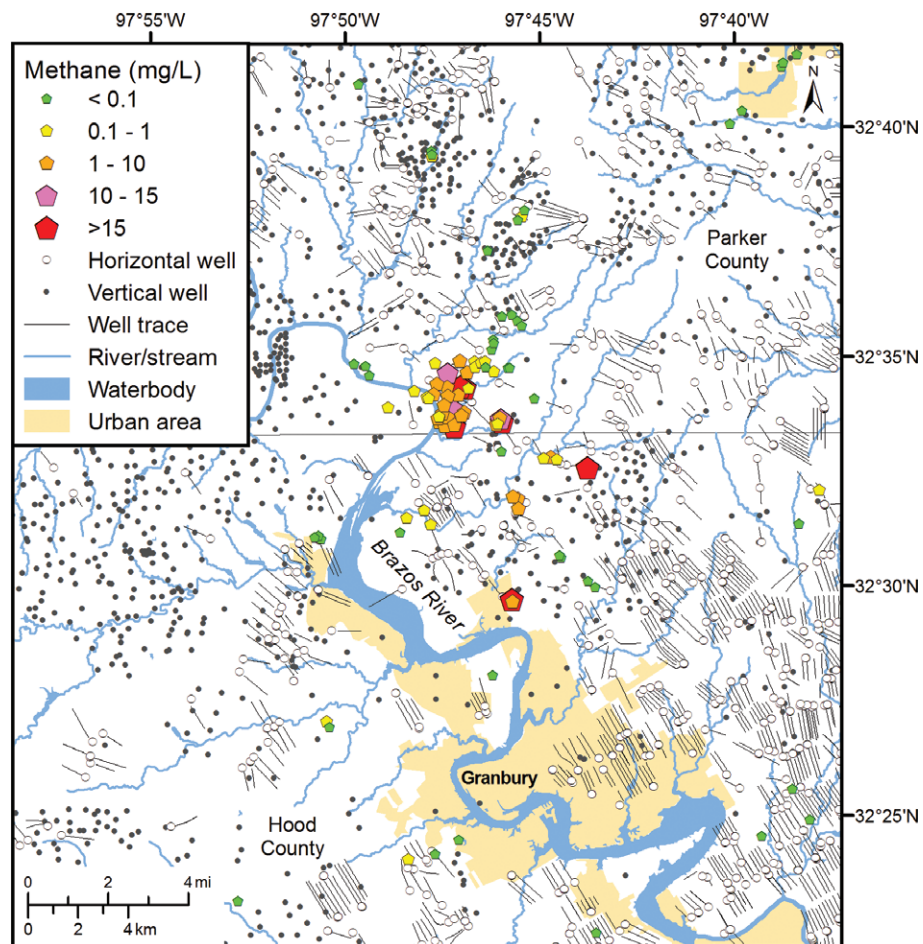 97°55'W 97°50'W 97°45'W 97°40'W
Methane (mg/L)
< 0.1
0.1 - 1
1 - 10
10 - 15
>15
Horizontal well
Vertical well
Well trace
River/stream
Waterbody
Urban area
N
32°40'N
Parker
County
32°35'N
Brazos River
32°30'N
Granbury
32°25'N
Hood
County
0 2 4 mi
0 2 4 km